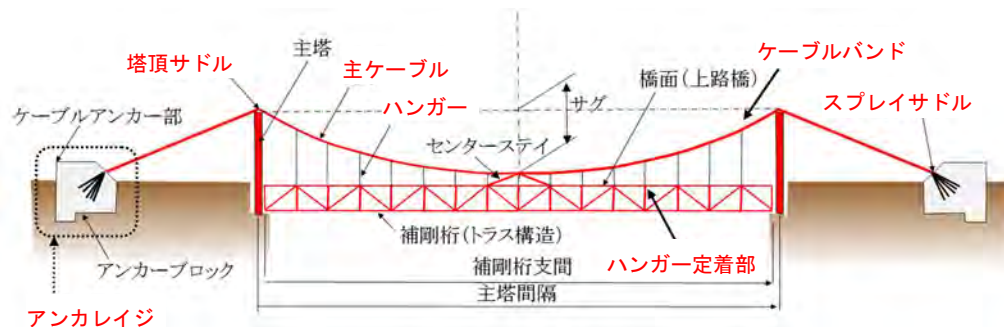 主塔
塔頂サドル
主ケーブル
ケーブルバンド
橋面(上路橋)
サグ
ハンガー
スプレイサドル
ケーブルアンカー部
センターステイ
補剛桁(トラス構造)
アンカーブロック
補剛桁支間
ハンガー定着部
主塔間隔
アンカレイジ